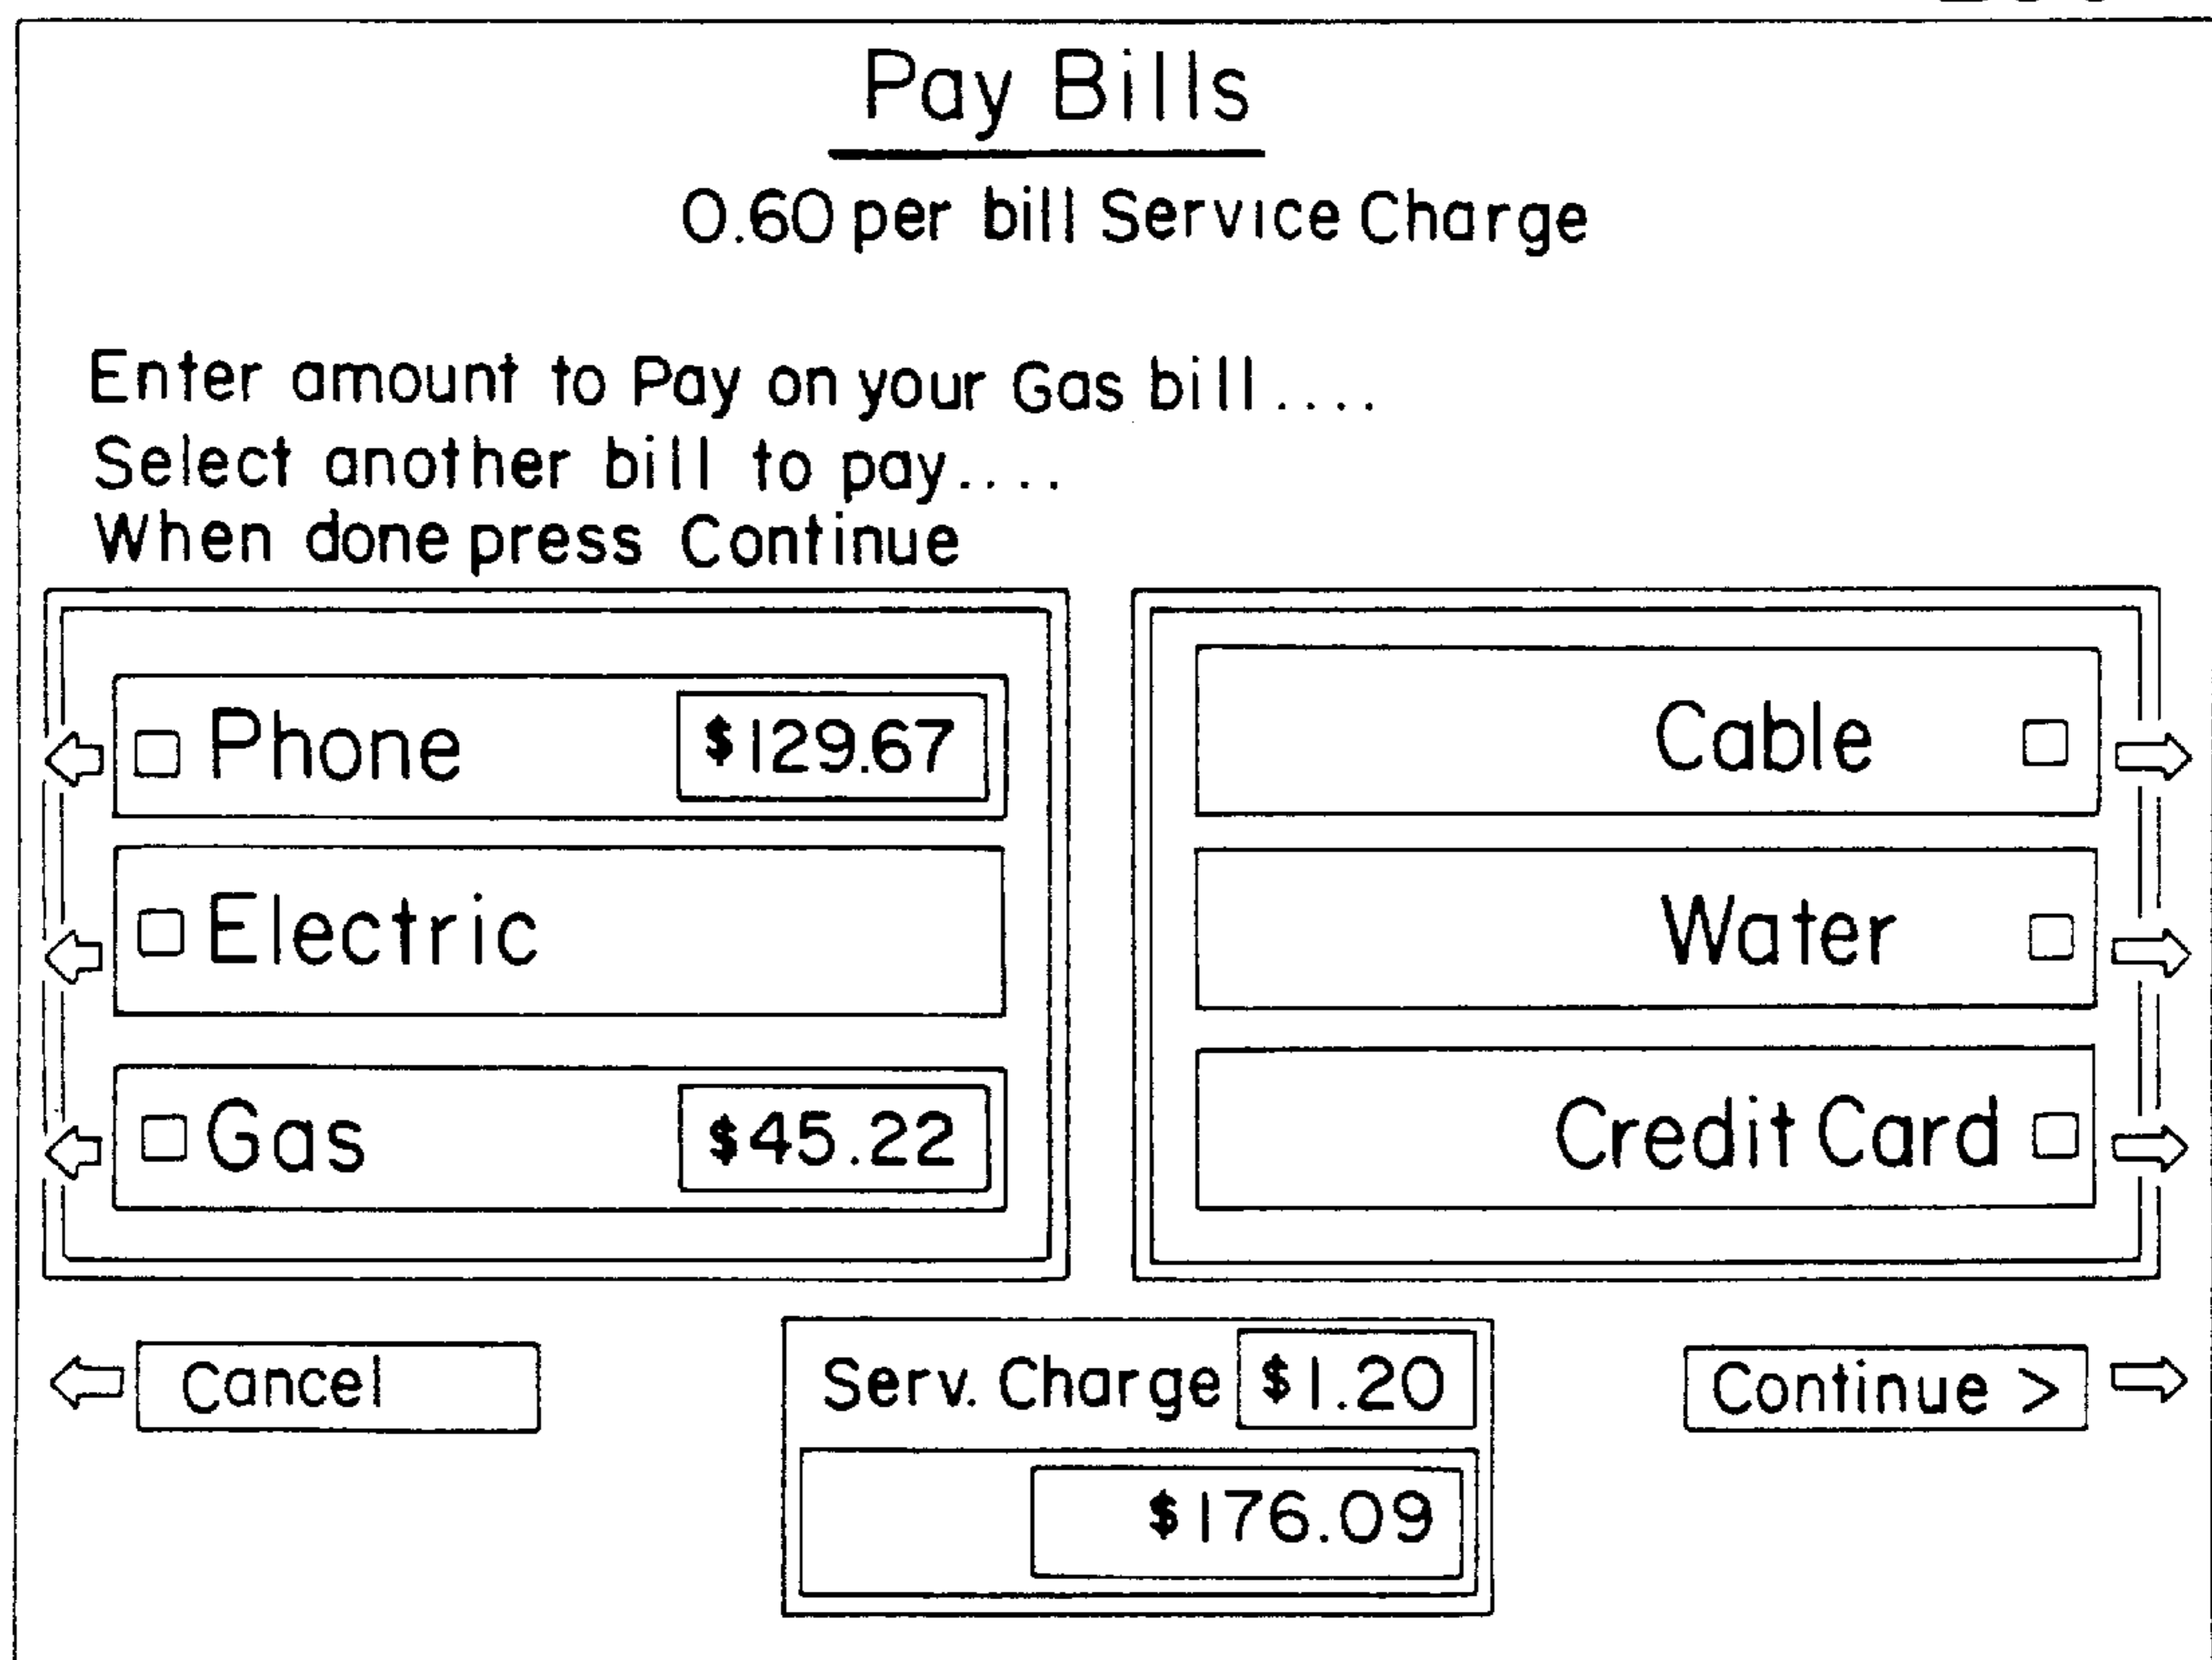 Pay Bills
0.60 per bill Service Charge
Enter amount to Pay on your Gas bill....
Select another bill to pay....
When done press Continue
Phone $129.67
Electric
Gas $45.22
Cable
Water
Credit Card
Cancel
Serv. Charge $1.20
$176.09
Continue >